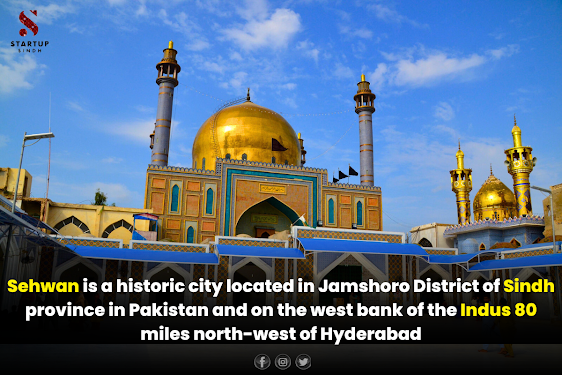 STARTUP
SINDH
Sehwan is a historic city located in Jamshoro District of Sindh
province in Pakistan and on the west bank of the Indus 80
miles north-west of Hyderabad